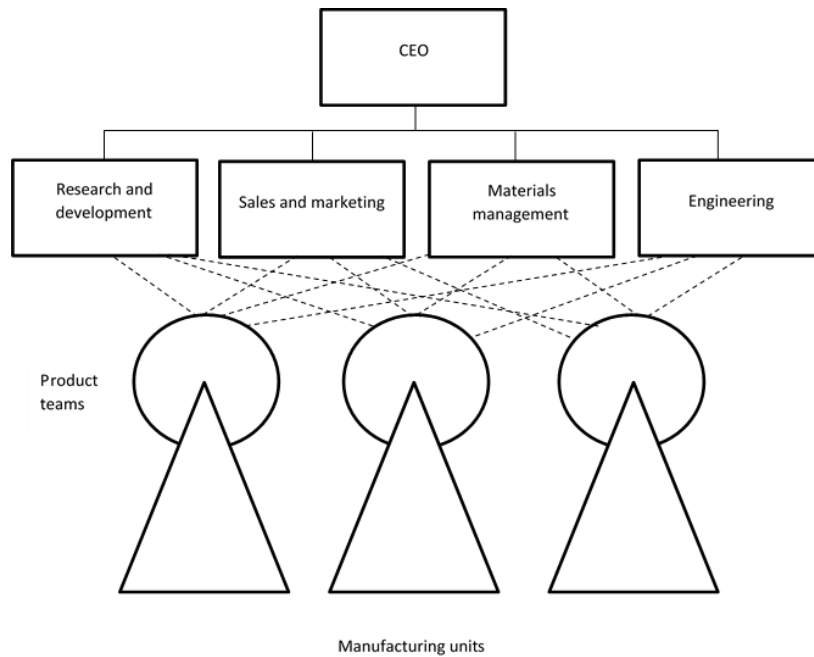 CEO
Research and
development
Sales and marketing
Materials
management
Engineering
Product
teams
Manufacturing units